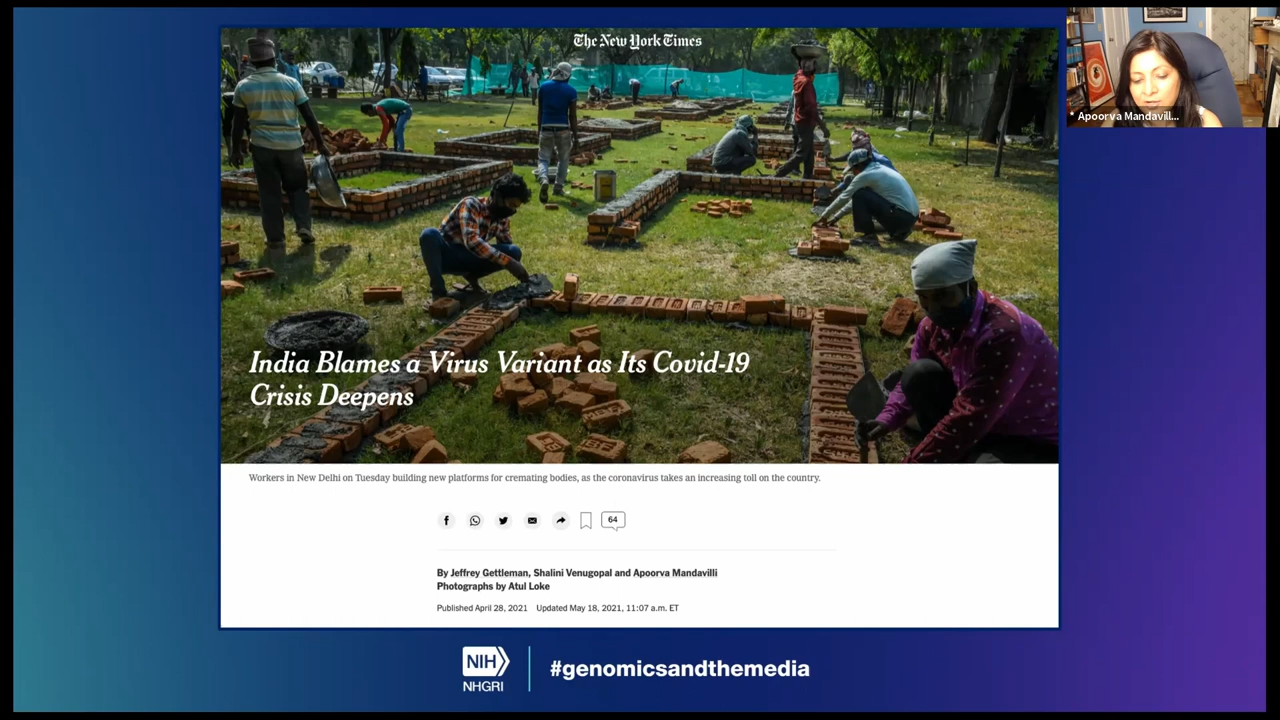 The New York Times
* Apoorva Mandavill...
India Blames a Virus Variant as Its Covid-19
Crisis Deepens
Workers in New Delhi on Tuesday building new platforms for cremating bodies, as the coronavirus takes an increasing toll on the country.
64
By Jeffrey Gettleman, Shalini Venugopal and Apoorva Mandavilli
Photographs by Atul Loke
Published April 28, 2021 Updated May 18, 2021, 11:07 a.m. ET
NIH
NHGRI
#genomicsandthemedia